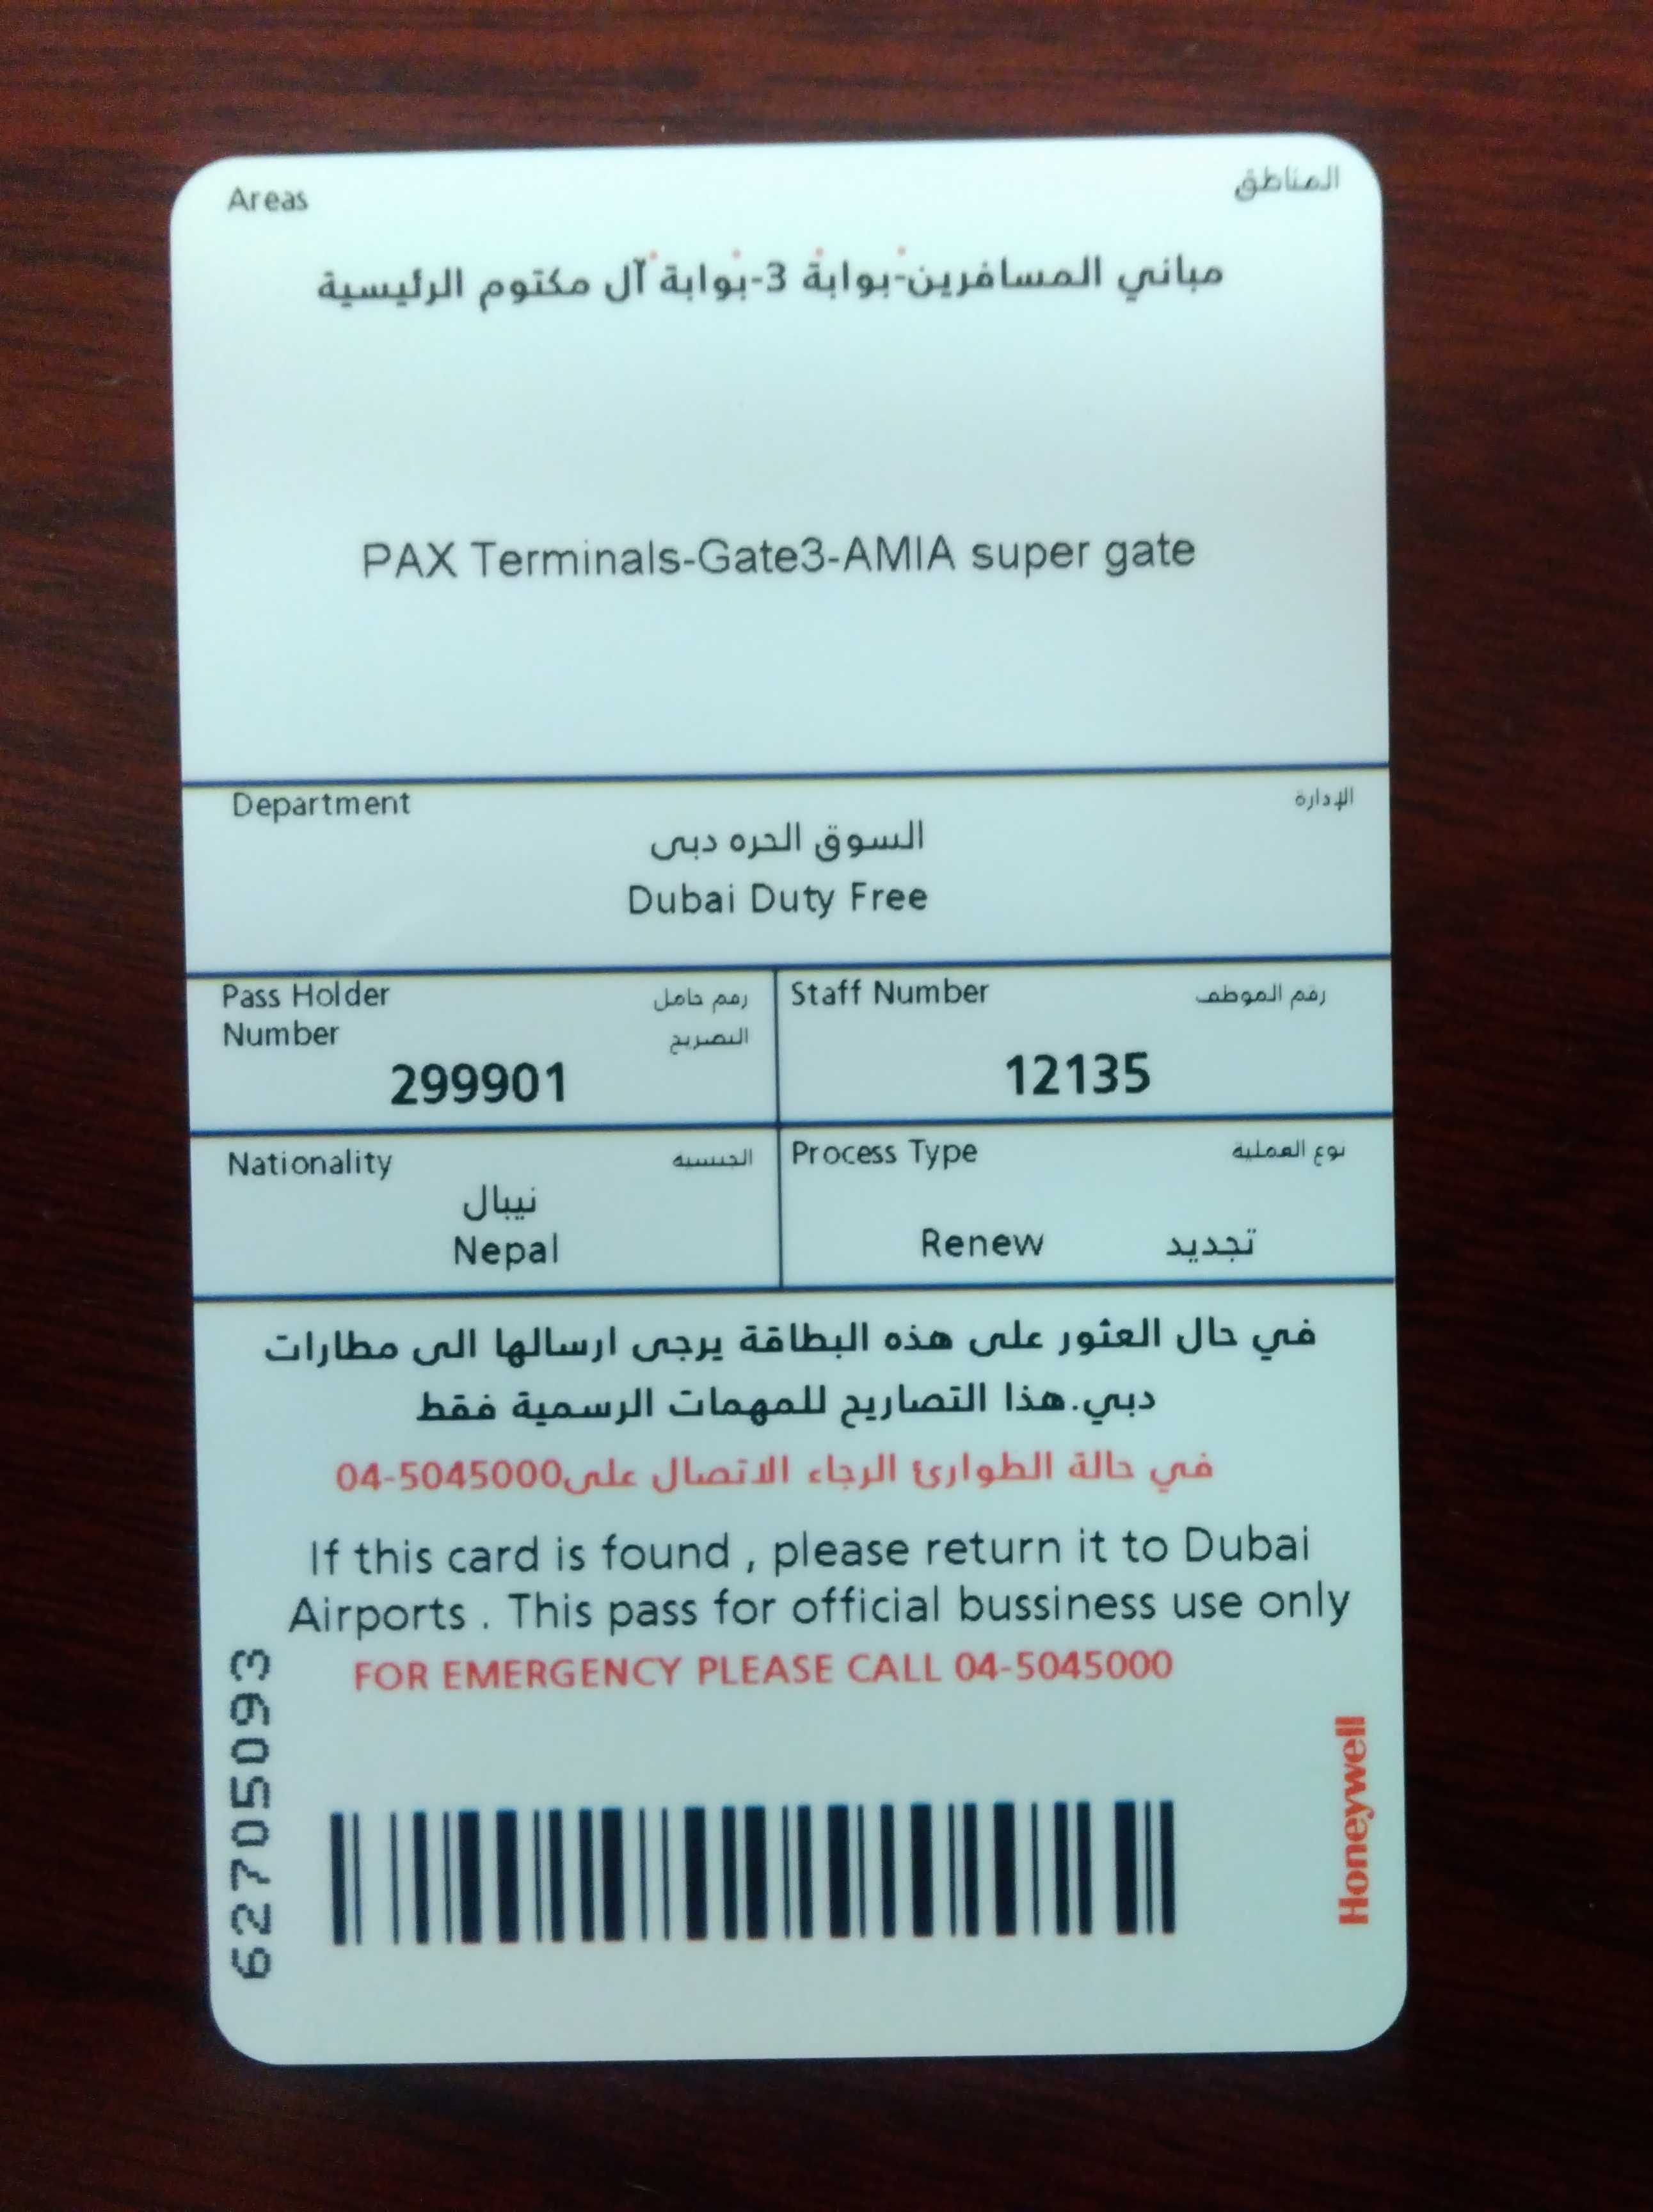 Areas المناطق
مباني المسافرين-بوابة 3-بوابة آل مكتوم الرئيسية
PAX Terminals-Gate3-AMIA super gate
Department الإدارة
السوق الحره دبى
Dubai Duty Free
Pass Holder رقم حامل
Number التصريح
299901
Staff Number رقم الموظف
12135
Nationality الجنسية
نيبال
Nepal
Process Type نوع العملية
Renew تجديد
في حال العثور على هذه البطاقة يرجى ارسالها الى مطارات
دبي.هذا التصاريح للمهمات الرسمية فقط
في حالة الطوارئ الرجاء الاتصال على04-5045000
If this card is found , please return it to Dubai
Airports . This pass for official bussiness use only
FOR EMERGENCY PLEASE CALL 04-5045000
62705093
Honeywell